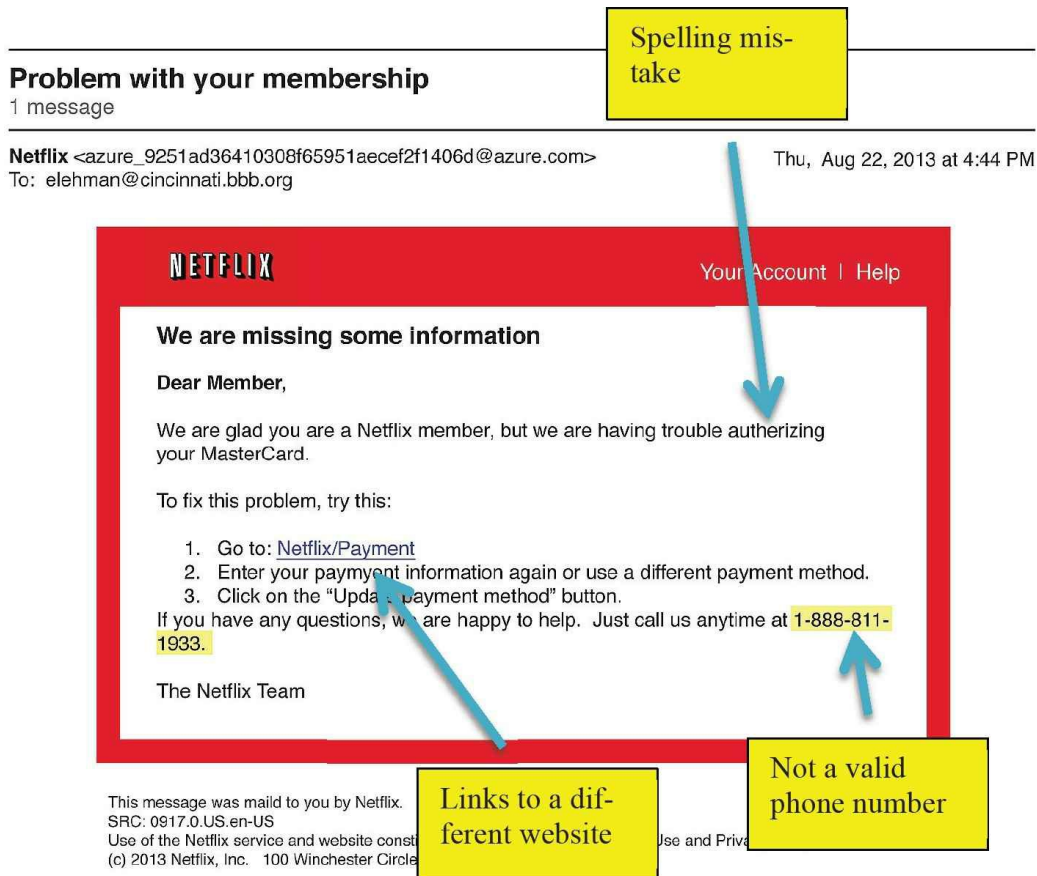 Spelling mis-
take
Problem with your membership
1 message
Netflix <azure_9251ad36410308f65951aecef2f1406d@azure.com>
Thu, Aug 22, 2013 at 4:44 PM
To: elehman@cincinnati.bbb.org
NETFLIX
Your Account | Help
We are missing some information
Dear Member,
We are glad you are a Netflix member, but we are having trouble autherizing
your MasterCard.
To fix this problem, try this:
1. Go to: Netflix/Payment
2. Enter your paymyent information again or use a different payment method.
3. Click on the “Update payment method” button.
If you have any questions, we are happy to help. Just call us anytime at 1-888-811-
1933.
The Netflix Team
Links to a dif-
ferent website
Not a valid
phone number
This message was maild to you by Netflix.
SRC: 0917.0.US.en-US
Use of the Netflix service and website Use and
(c) 2013 Netflix, Inc. 100 Winchester Circle